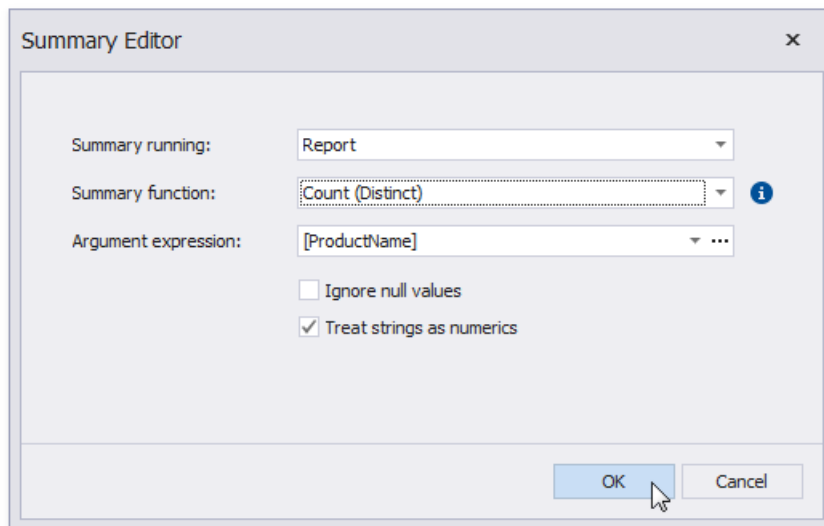 Summary Editor
Summary running: Report
Summary function: Count (Distinct)
Argument expression: [ProductName]
Ignore null values
Treat strings as numerics
OK Cancel